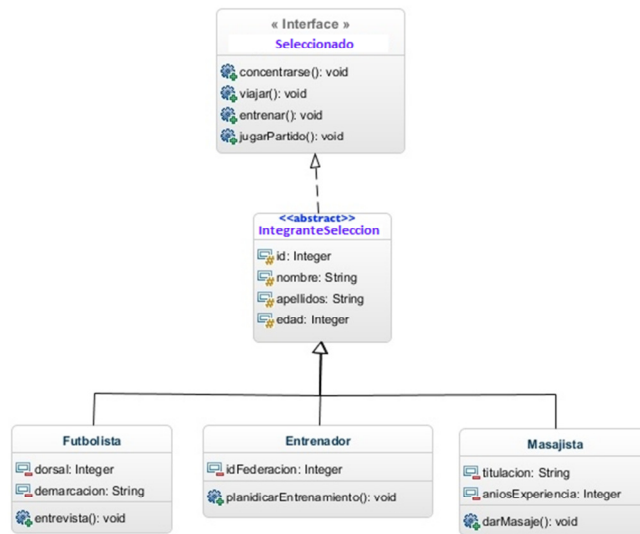 « Interface »
Seleccionado
concentrarse(): void
viajar(): void
entrenar(): void
jugarPartido(): void
<<abstract>>
IntegranteSeleccion
id: Integer
nombre: String
apellidos: String
edad: Integer
Futbolista
dorsal: Integer
demarcacion: String
entrevista(): void
Entrenador
idFederacion: Integer
planidicarEntrenamiento(): void
Masajista
titulacion: String
aniosExperiencia: Integer
darMasaje(): void